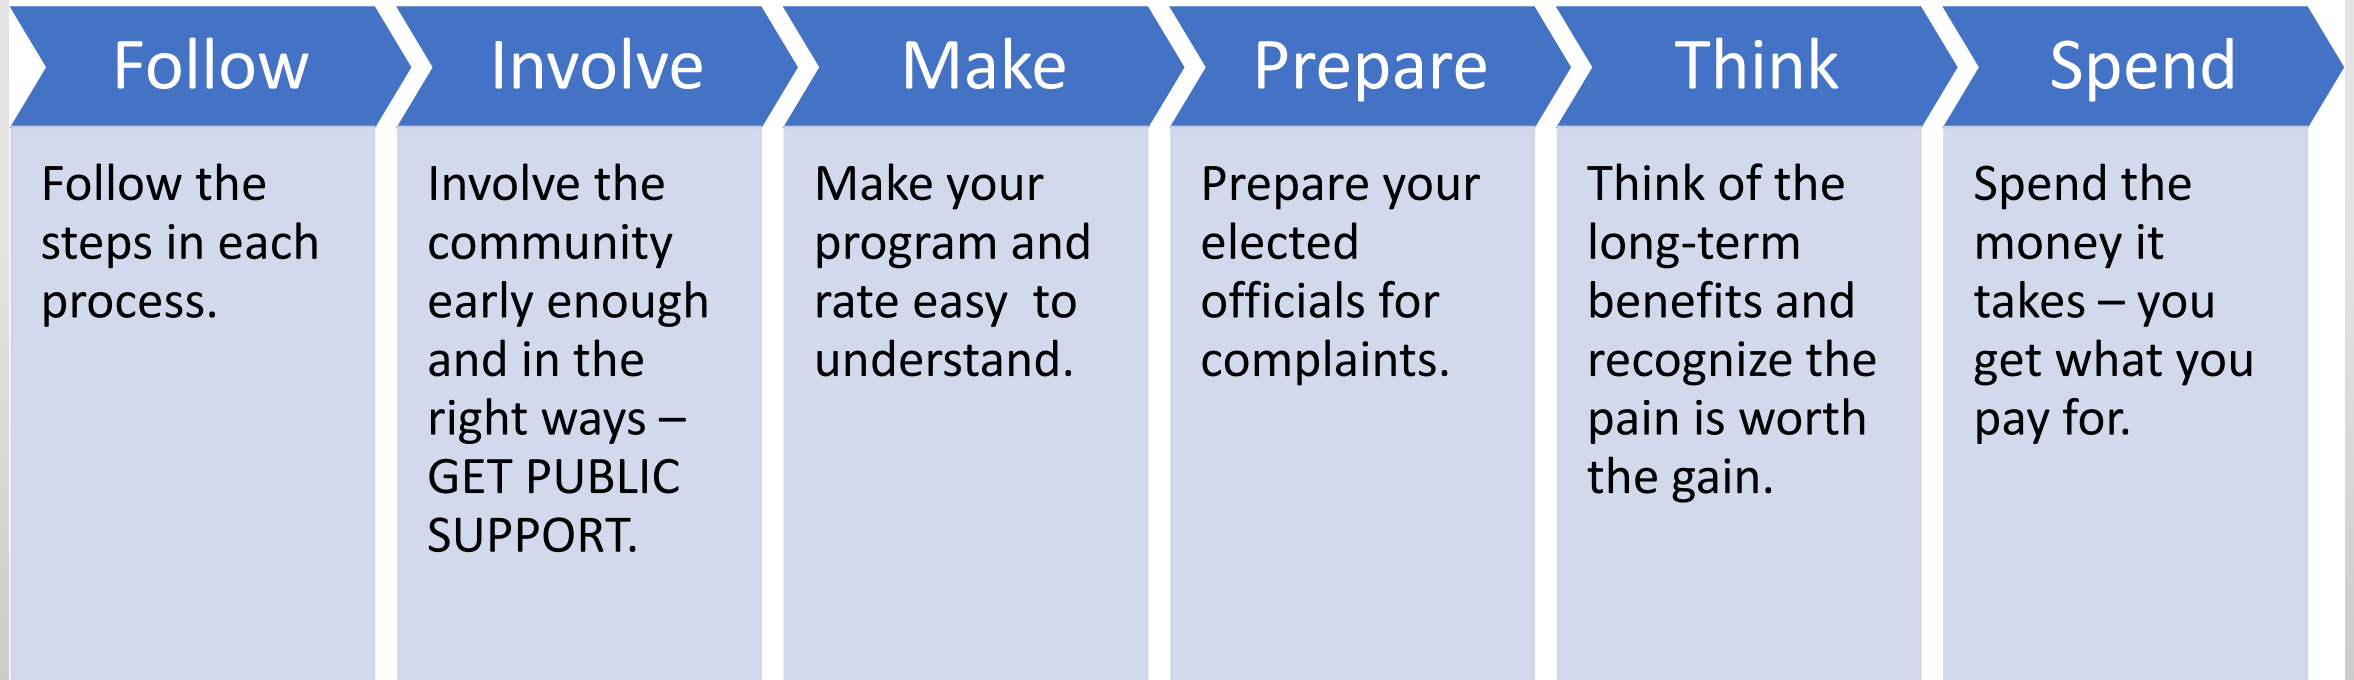 Follow
Follow the
steps in each
process.
Involve
Involve the
community
early enough
and in the
right ways –
GET PUBLIC
SUPPORT.
Make
Make your
program and
rate easy  to
understand.
Prepare
Prepare your
elected
officials for
complaints.
Think
Think of the
long-term
benefits and
recognize the
pain is worth
the gain.
Spend
Spend the
money it
takes – you
get what you
pay for.